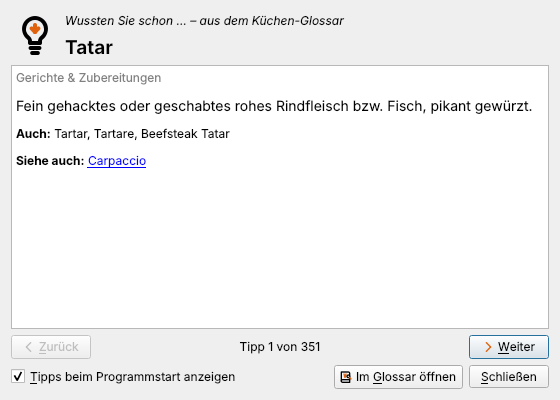 Wussten Sie schon ... – aus dem Küchen-Glossar
Tatar
Gerichte & Zubereitungen
Fein gehacktes oder geschabtes rohes Rindfleisch bzw. Fisch, pikant gewürzt.
Auch: Tartar, Tartare, Beefsteak Tatar
Siehe auch: Carpaccio
Zurück
Tipp 1 von 351
Weiter
Tipps beim Programmstart anzeigen
Im Glossar öffnen
Schließen